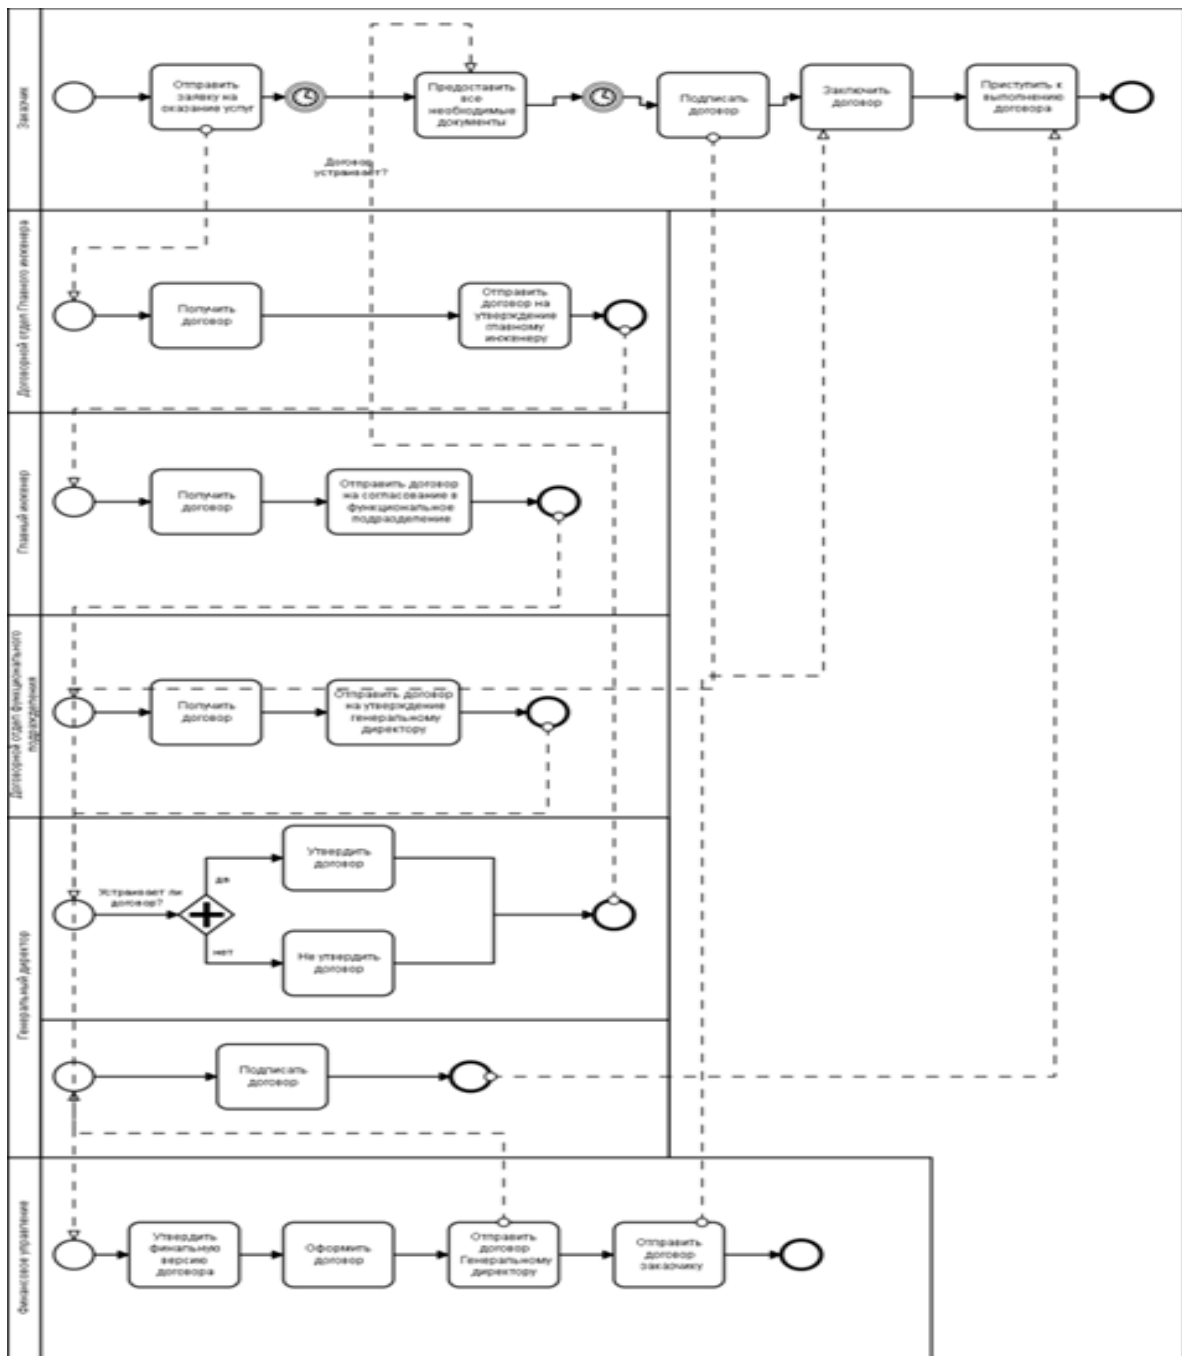 Заказчик
Отправить
заявку на
оказание услуг
Предоставить
все
необходимые
документы
Подписать
договор
Заключить
договор
Приступить к
выполнению
договора
Договор
устраивает?
Договорной отдел Главного инженера
Получить
договор
Отправить
договор на
утверждение
главному
инженеру
Главный инженер
Получить
договор
Отправить договор
на согласование в
функциональное
подразделение
Договорной отдел функционального
подразделения
Получить
договор
Отправить договор
на утверждение
генеральному
директору
Генеральный директор
Устраивает ли
договор?
да
нет
Утвердить
договор
Не утвердить
договор
Подписать
договор
Финансовое управление
Утвердить
финальную
версию
договора
Оформить
договор
Отправить
договор
Генеральному
директору
Отправить
договор
заказчику